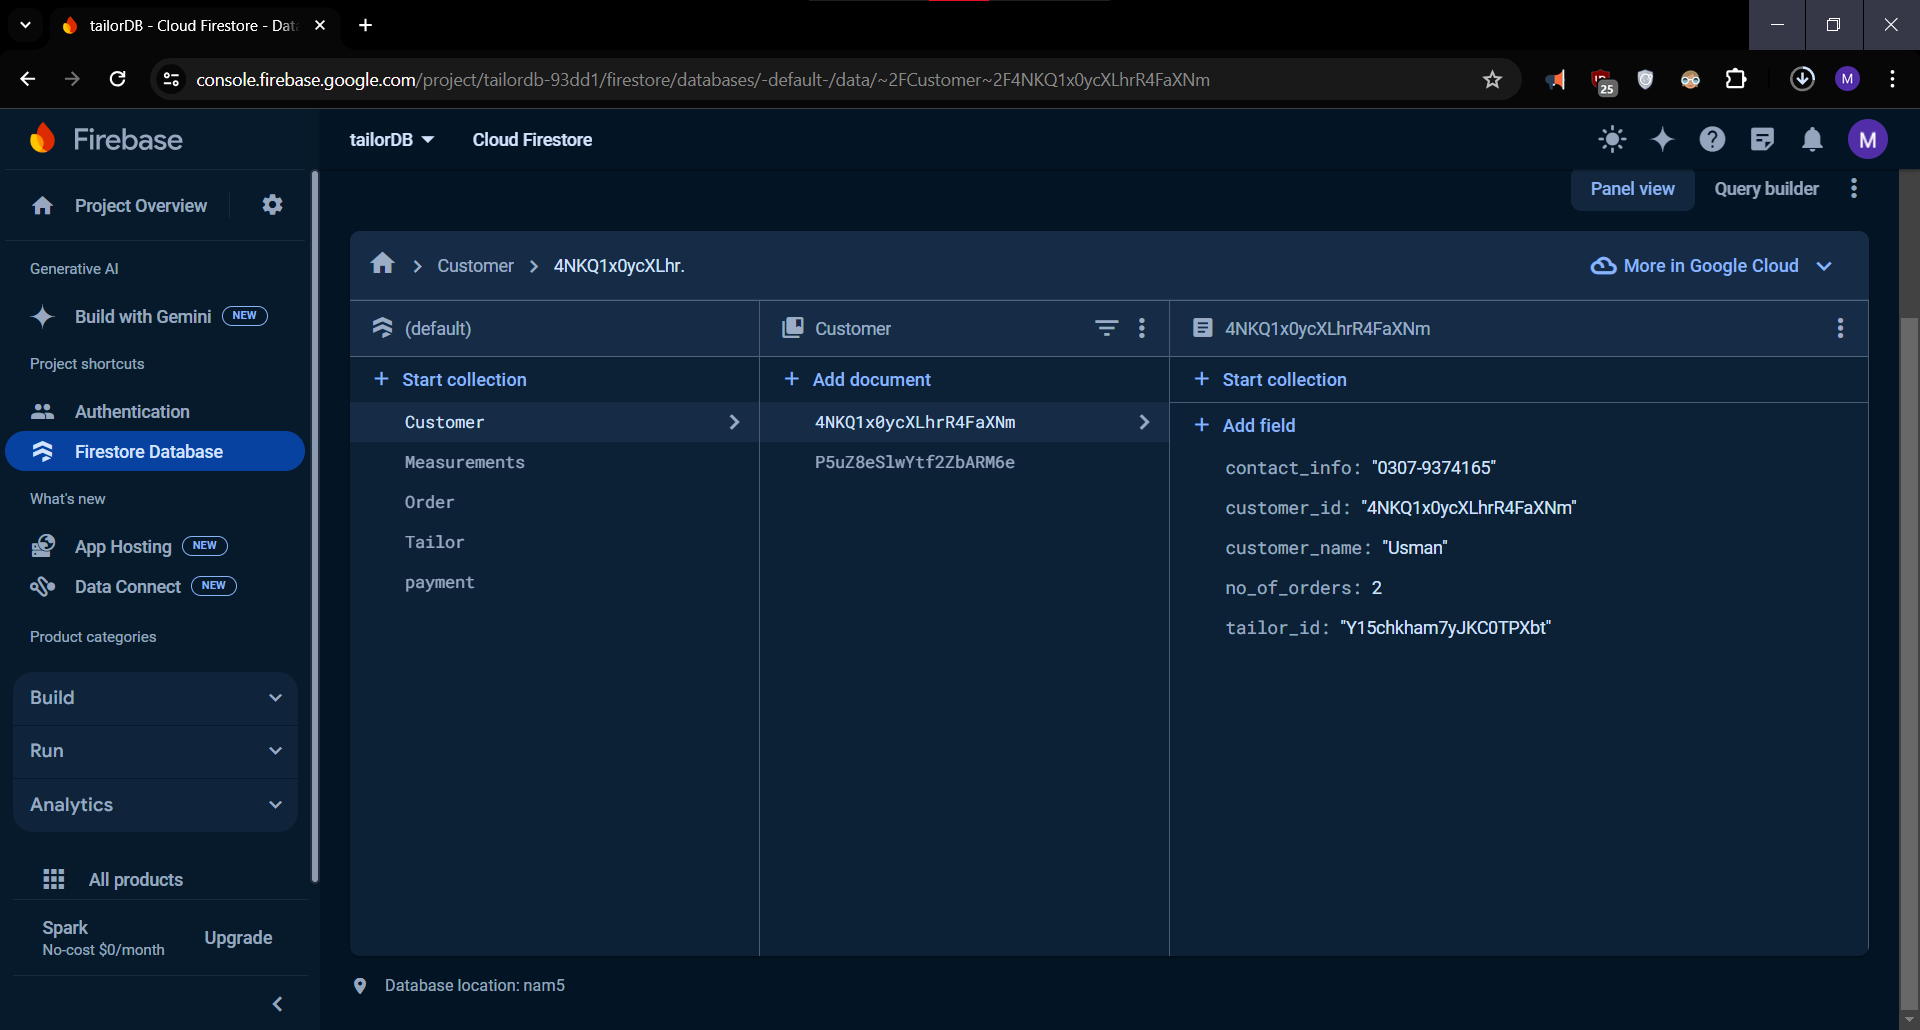 tailorDB - Cloud Firestore - Dat
console.firebase.google.com/project/tailordb-93dd1/firestore/databases/-default-/data/~2FCustomer~2F4NKQ1x0ycXLhrR4FaXNm
25
M
Firebase
tailorDB
Cloud Firestore
M
Project Overview
Panel view
Query builder
Generative AI
Customer
4NKQ1x0ycXLhr.
More in Google Cloud
Build with Gemini
NEW
(default)
Customer
4NKQ1x0ycXLhrR4FaXNm
Project shortcuts
Start collection
Add document
Start collection
Authentication
Customer
4NKQ1x0ycXLhrR4FaXNm
Add field
Firestore Database
Measurements
P5uZ8eSlwYtf2ZbARM6e
contact_info: "0307-9374165"
What's new
Order
customer_id: "4NKQ1x0ycXLhrR4FaXNm"
App Hosting
NEW
Tailor
customer_name: "Usman"
Data Connect
NEW
payment
no_of_orders: 2
Product categories
tailor_id: "Y15chkham7yJKC0TPXbt"
Build
Run
Analytics
All products
Spark
No-cost $0/month
Upgrade
Database location: nam5